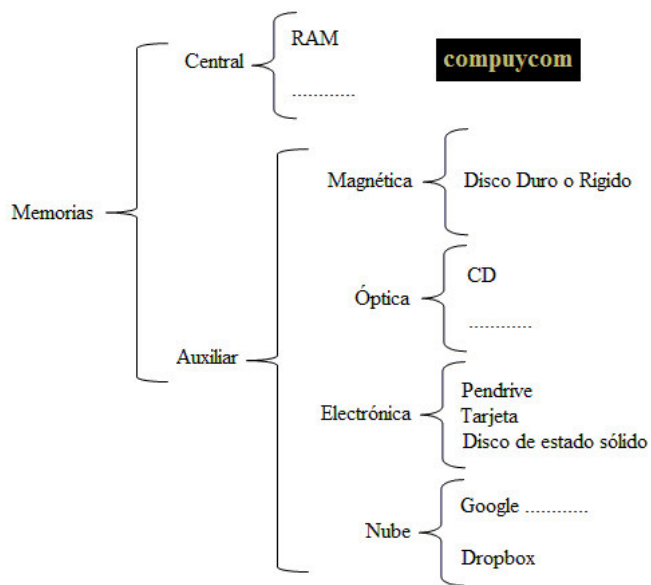 RAM
Central
compuycom
............
Magnética
Disco Duro o Rigido
Memorias
CD
Óptica
............
Auxiliar
Pendrive
Electrónica
Tarjeta
Disco de estado sólido
Google ............
Nube
Dropbox